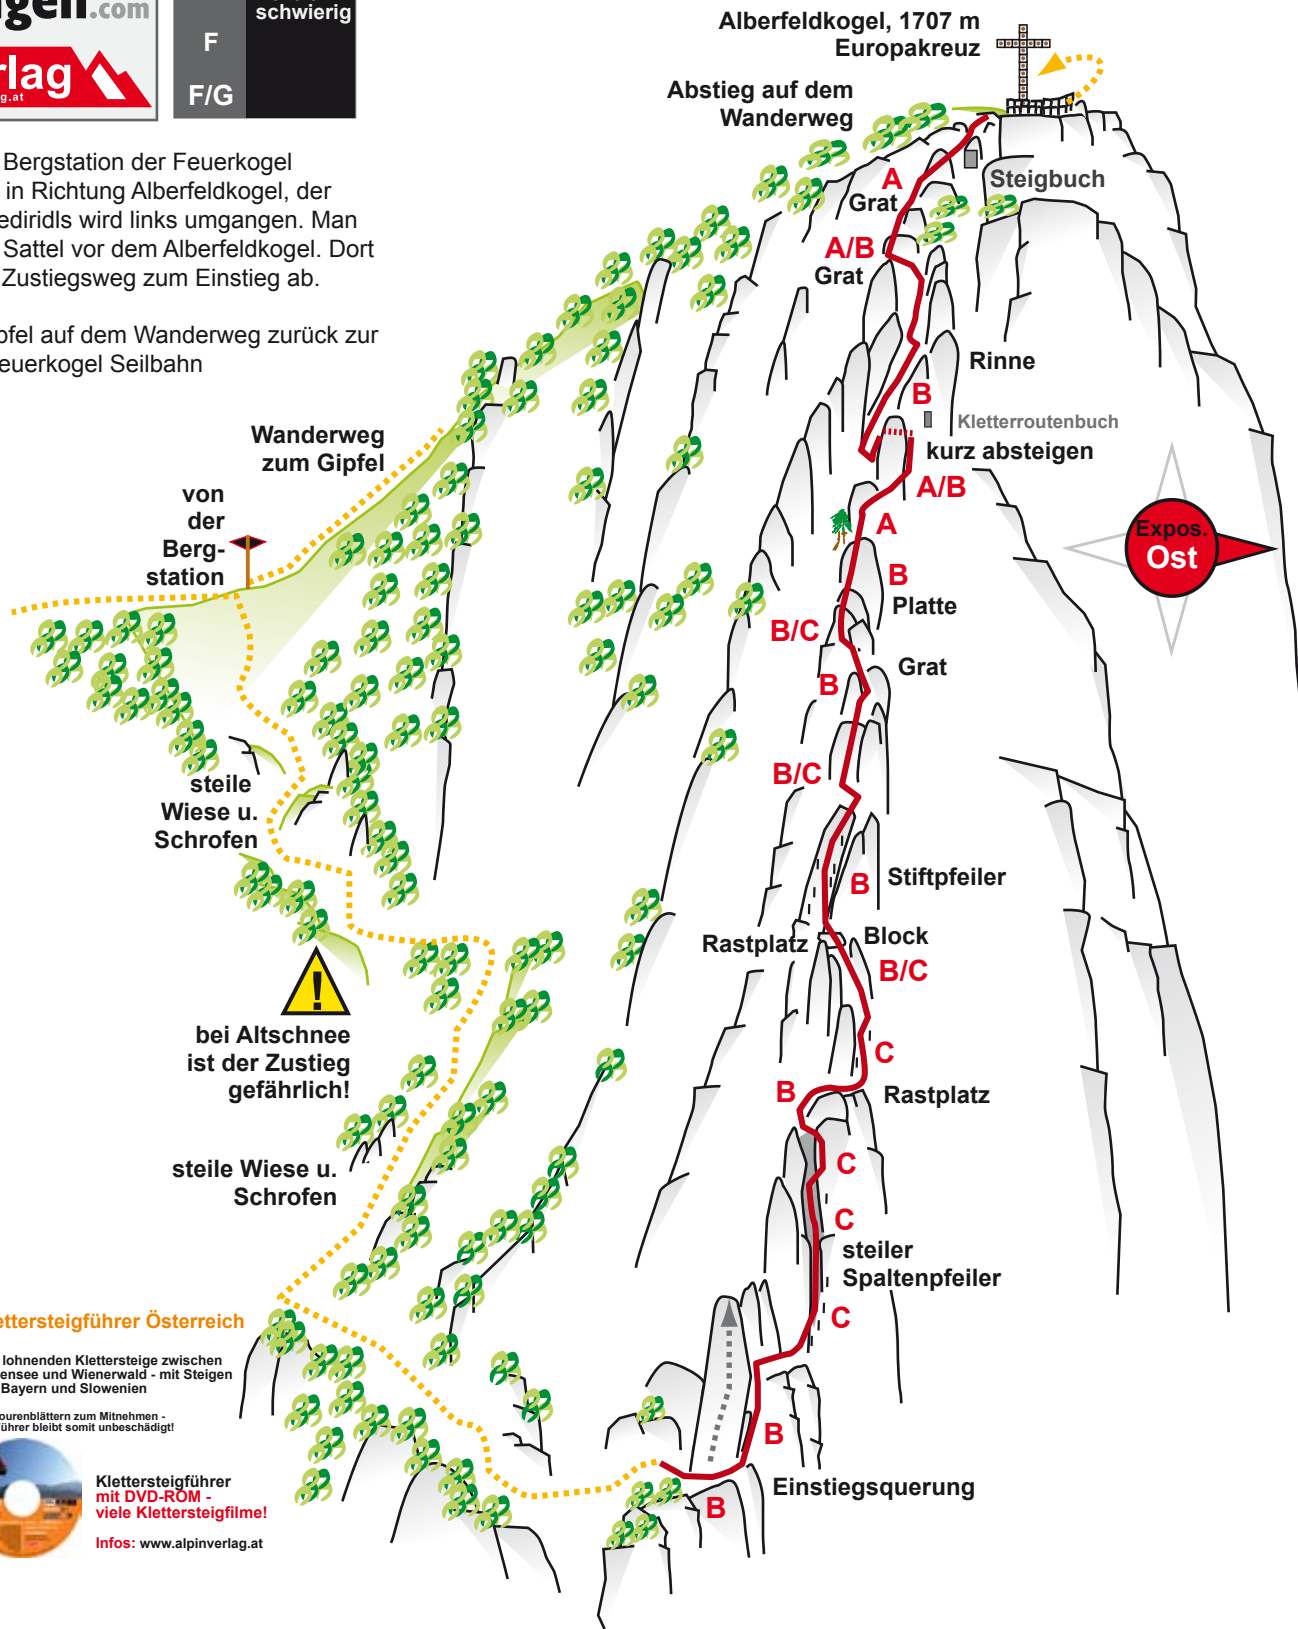 .com
schwierig
F
F/G
rlag
g.at
Alberfeldkogel, 1707 m
Europakreuz
Abstieg auf dem
Wanderweg
Bergstation der Feuerkogel
in Richtung Alberfeldkogel, der
wird links umgangen. Man
Sattel vor dem Alberfeldkogel. Dort
Zustiegsweg zum Einstieg ab.
pfel auf dem Wanderweg zurück zur
euerkogel Seilbahn
A
Grat
Steigbuch
A/B
Grat
Rinne
B
Kletterroutenbuch
kurz absteigen
A/B
A
Wanderweg
zum Gipfel
von
der
Berg-
station
Expos.
Ost
B
Platte
B/C
Grat
B
B/C
steile
Wiese u.
Schrofen
B
Stiftpfeiler
Rastplatz
Block
B/C
!
bei Altschnee
ist der Zustieg
gefährlich!
C
B
Rastplatz
steile Wiese u.
Schrofen
C
C
steiler
Spaltenpfeiler
C
ettersteigführer Österreich
lohnenden Klettersteige zwischen
ensee und Wienerwald - mit Steigen
Bayern und Slowenien
ourenblättern zum Mitnehmen -
führer bleibt somit unbeschädigt!
B
Klettersteigführer
mit DVD-ROM -
viele Klettersteigfilme!
Infos: www.alpinverlag.at
Einstiegsquerung
B